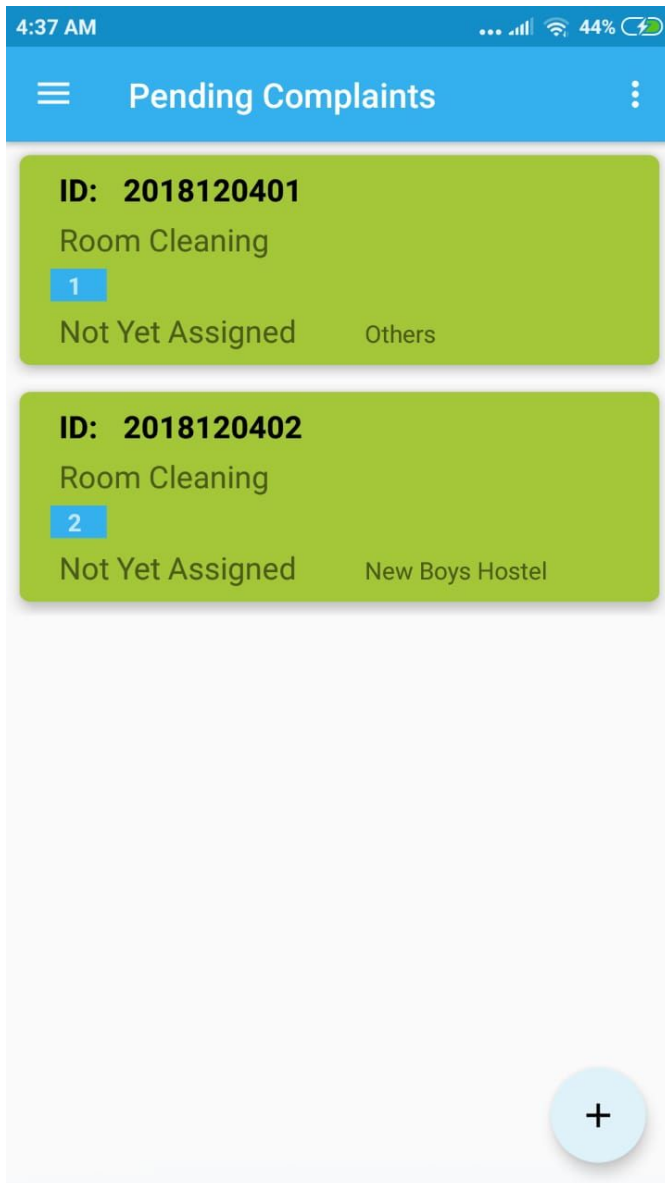 4:37 AM 44%
Pending Complaints
ID: 2018120401
Room Cleaning
1
Not Yet Assigned Others
ID: 2018120402
Room Cleaning
2
Not Yet Assigned New Boys Hostel
+